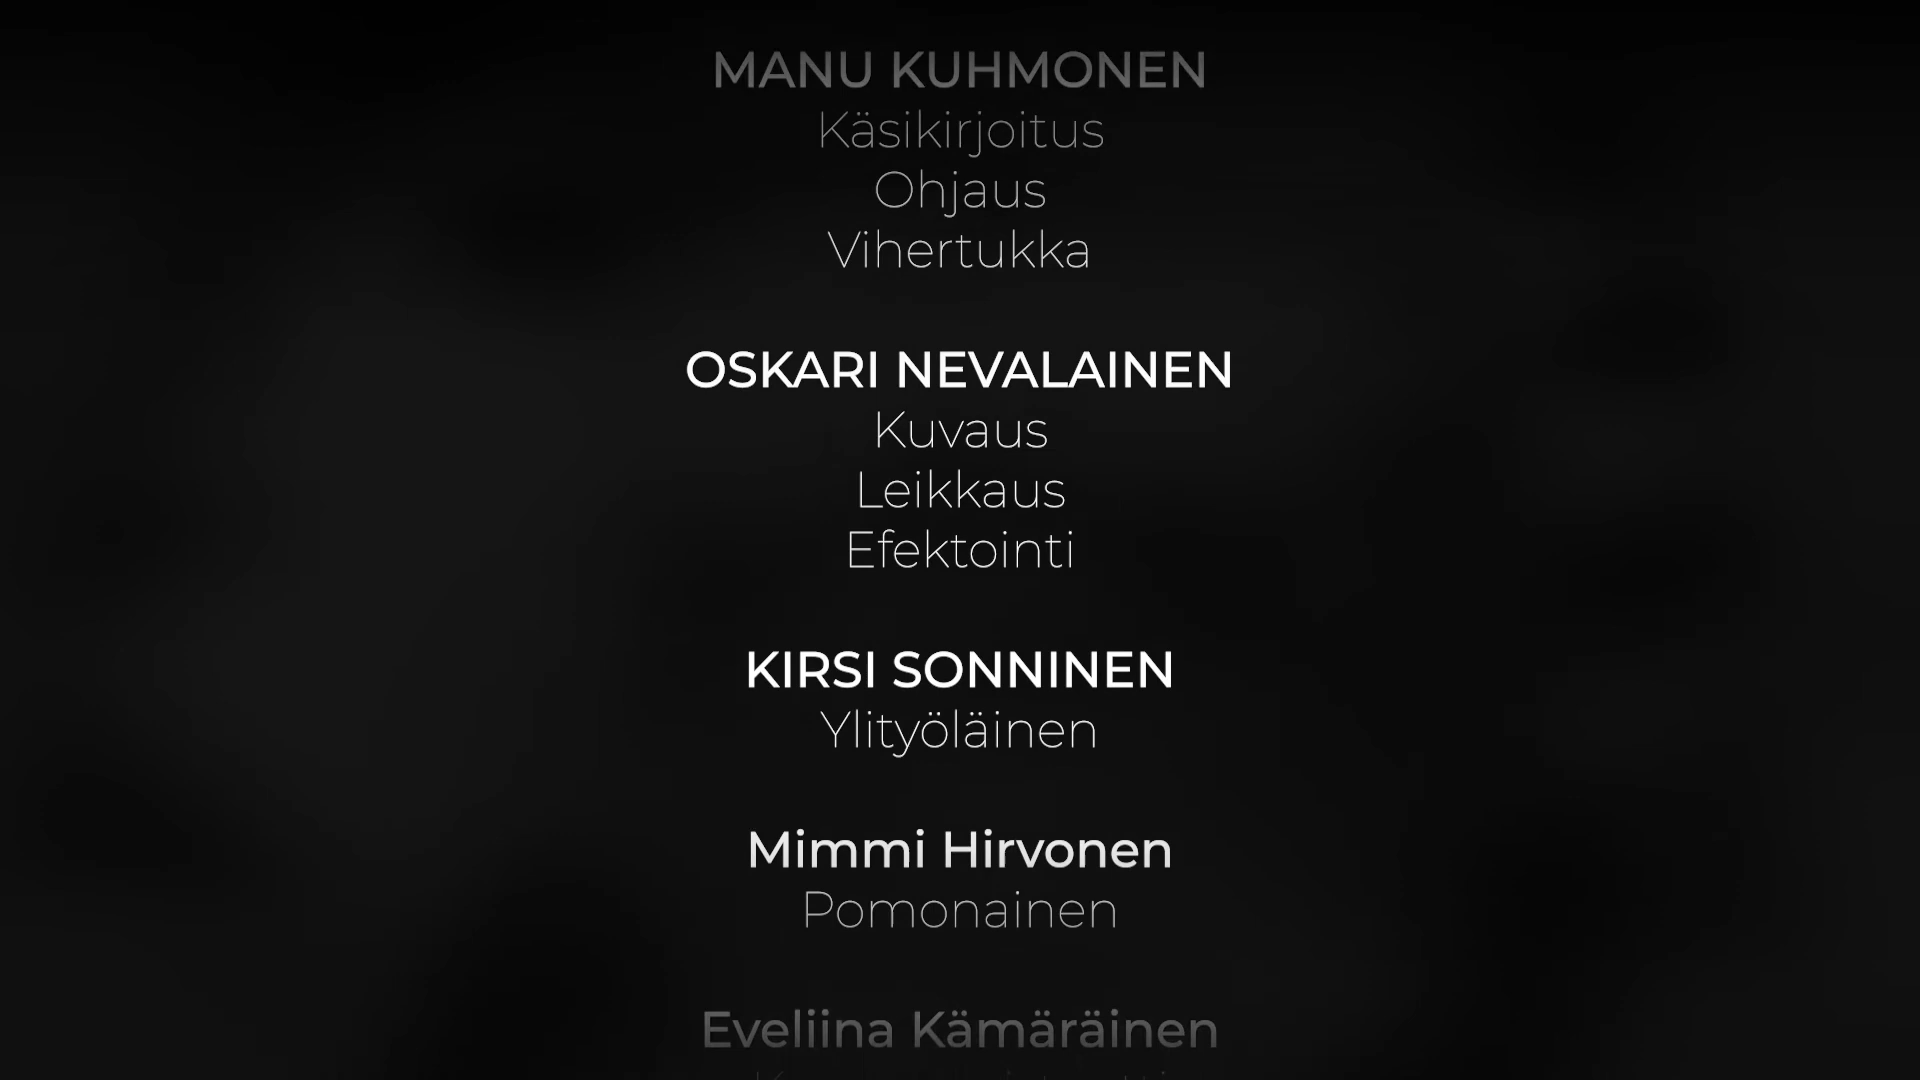 MANU KUHMONEN
Käsikirjoitus
Ohjaus
Vihertukka
OSKARI NEVALAINEN
Kuvaus
Leikkaus
Efektointi
KIRSI SONNINEN
Ylityöläinen
Mimmi Hirvonen
Pomonainen
Eveliina Kämäräinen